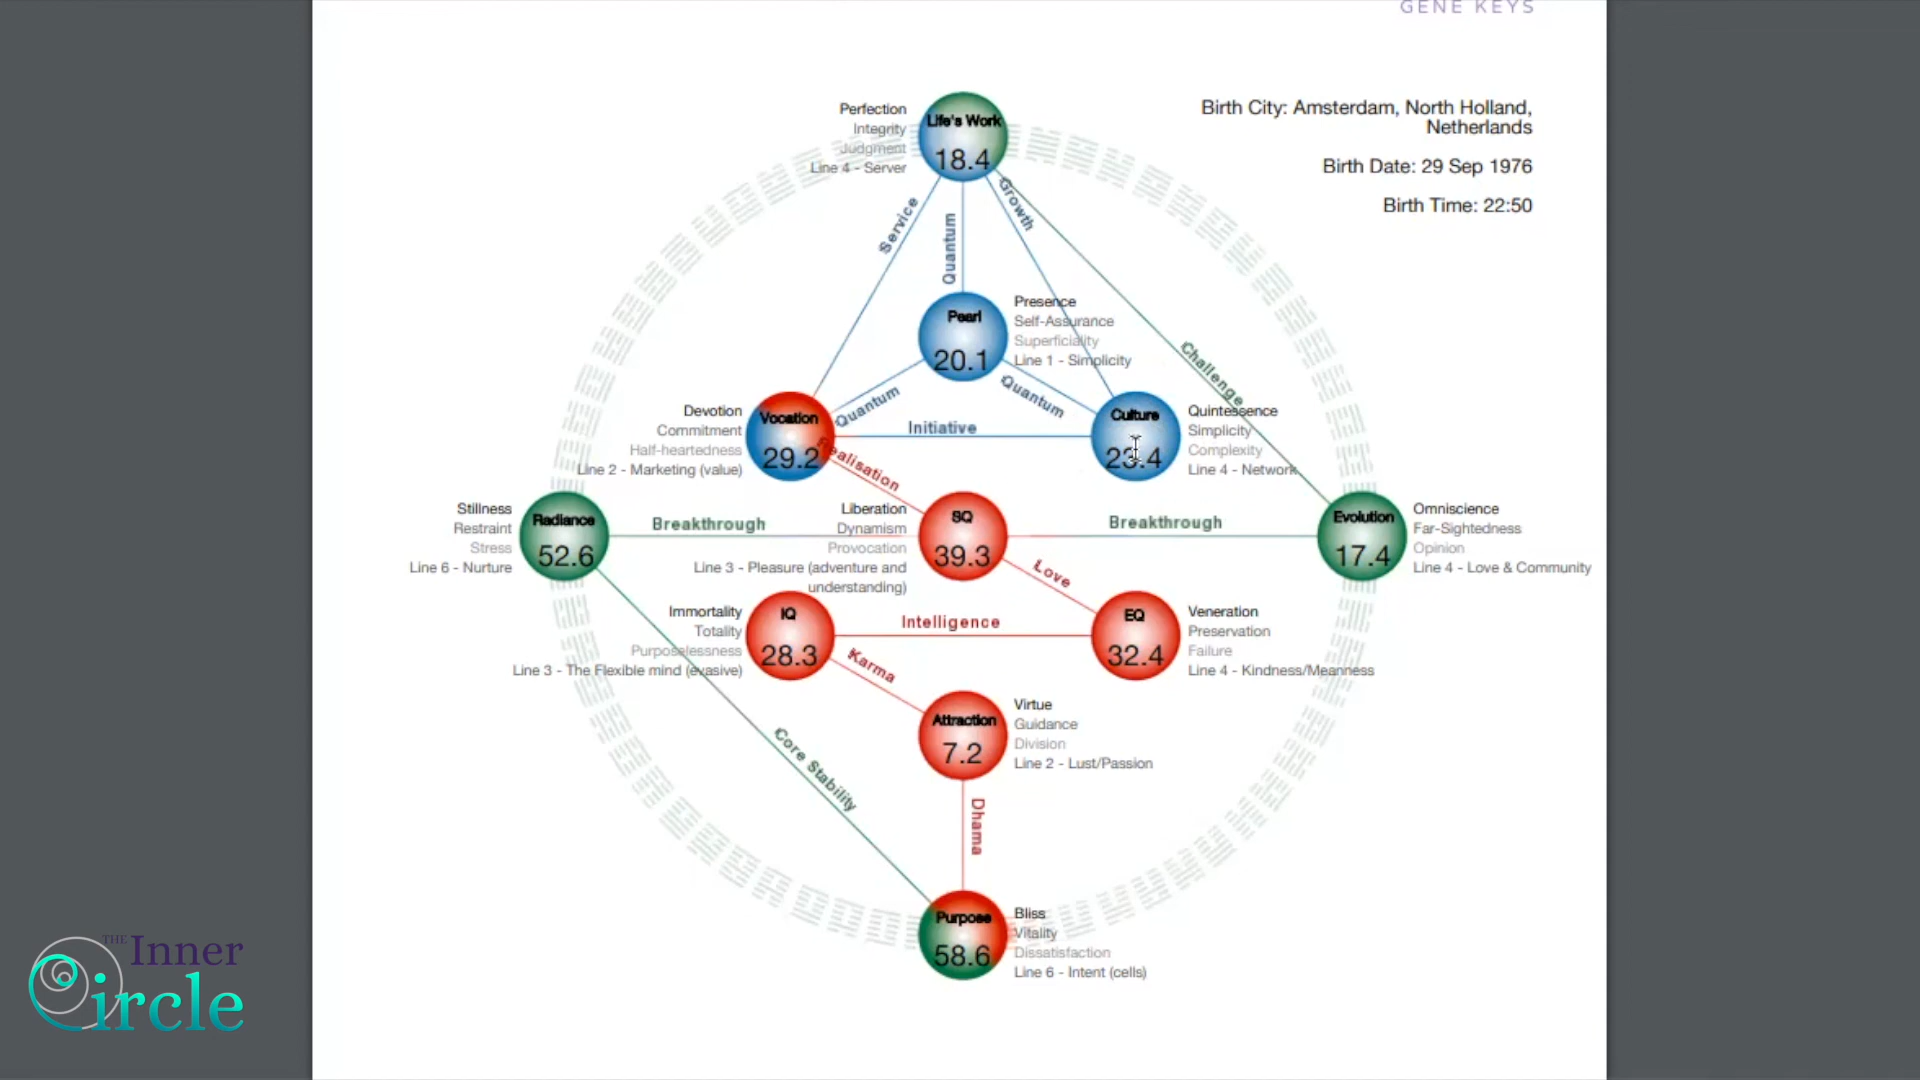 GENE KEYS
Birth City: Amsterdam, North Holland,
Netherlands
Birth Date: 29 Sep 1976
Birth Time: 22:50
Perfection
Integrity
Judgment
Line 4 - Server
Life's Work
18.4
Service
Quantum
Growth
Challenge
Pearl
20.1
Presence
Self-Assurance
Superficiality
Line 1 - Simplicity
Quantum
Quantum
Devotion
Commitment
Half-heartedness
Line 2 - Marketing (value)
Vocation
29.2
Initiative
Culture
23.4
Quintessence
Simplicity
Complexity
Line 4 - Network
Realisation
Stillness
Restraint
Stress
Line 6 - Nurture
Radiance
52.6
Breakthrough
Liberation
Dynamism
Provocation
Line 3 - Pleasure (adventure and
understanding)
SQ
39.3
Breakthrough
Evolution
17.4
Omniscience
Far-Sightedness
Opinion
Line 4 - Love & Community
Love
Immortality
Totality
Purposelessness
Line 3 - The Flexible mind (evasive)
IQ
28.3
Intelligence
EQ
32.4
Veneration
Preservation
Failure
Line 4 - Kindness/Meanness
Karma
Attraction
7.2
Virtue
Guidance
Division
Line 2 - Lust/Passion
Core Stability
Dhama
Purpose
58.6
Bliss
Vitality
Dissatisfaction
Line 6 - Intent (cells)
THE Inner
Circle